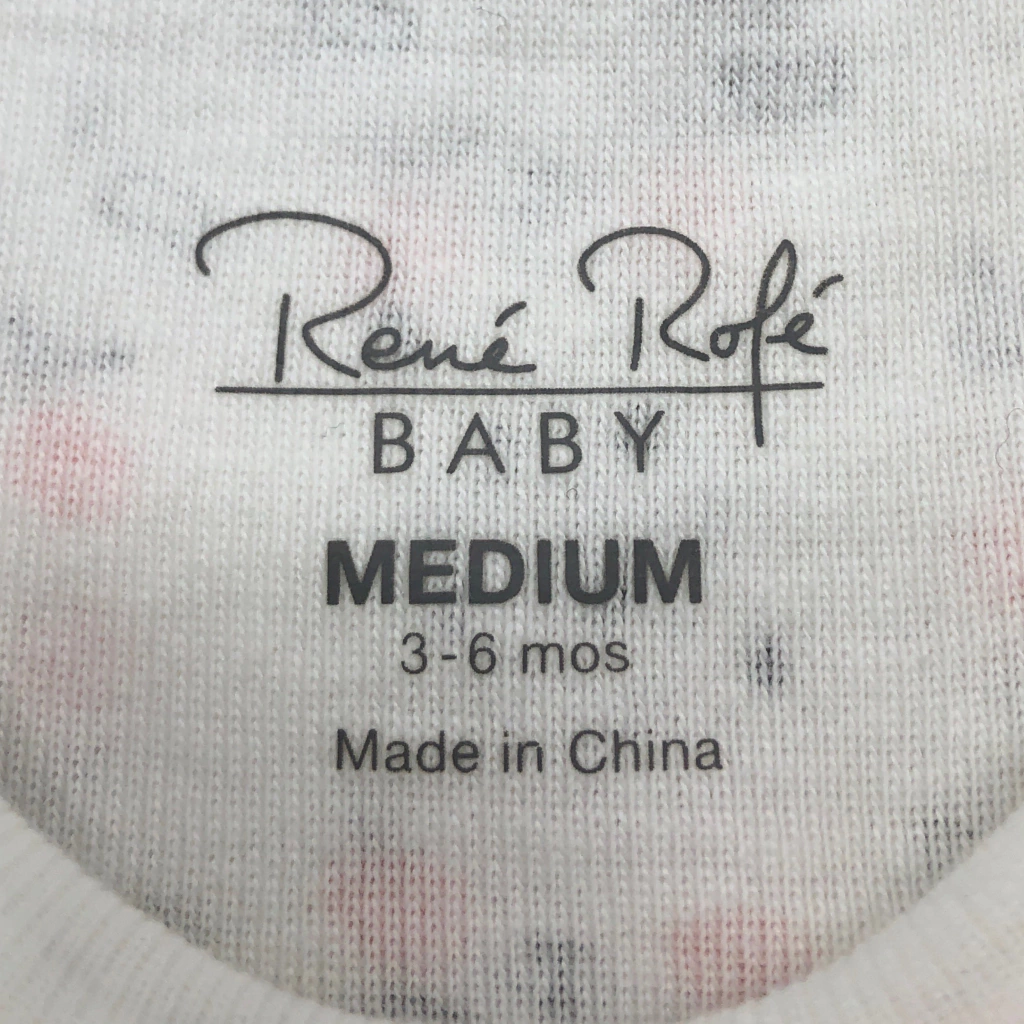 René Rofé
BABY
MEDIUM
3-6 mos
Made in China